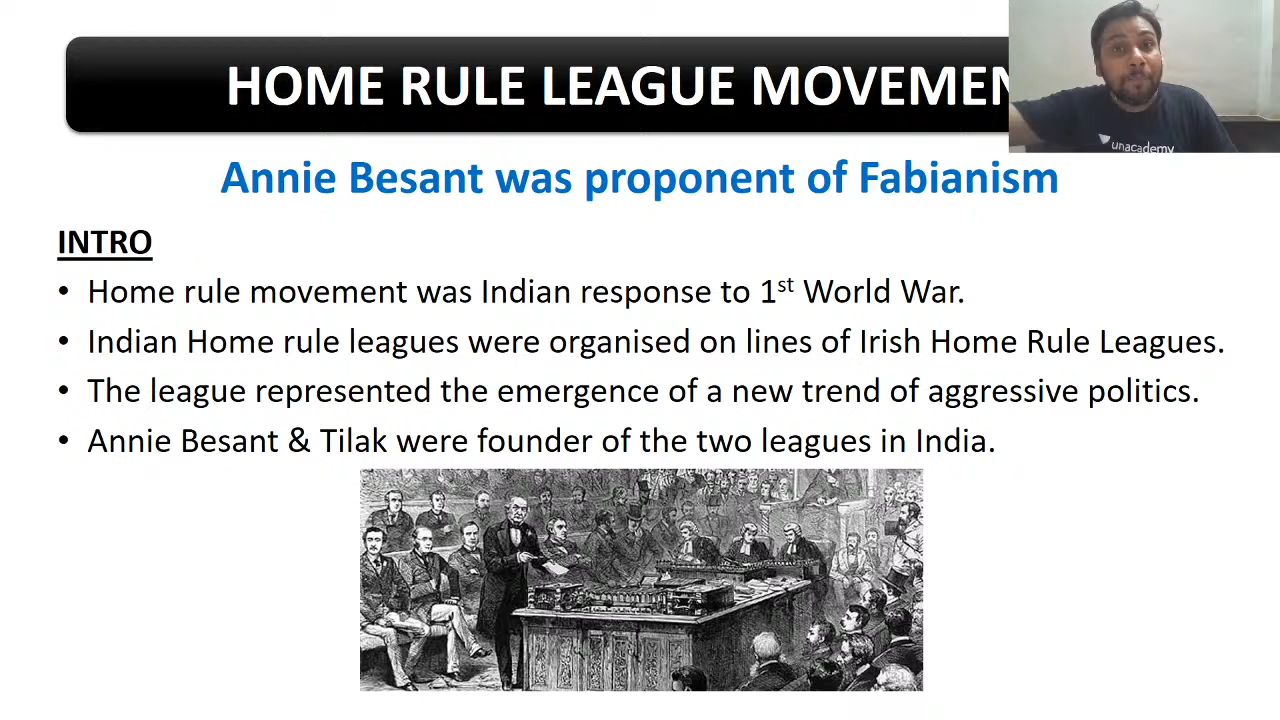 HOME RULE LEAGUE MOVEMEN
unacademy
Annie Besant was proponent of Fabianism
INTRO
• Home rule movement was Indian response to 1st World War.
• Indian Home rule leagues were organised on lines of Irish Home Rule Leagues.
• The league represented the emergence of a new trend of aggressive politics.
• Annie Besant & Tilak were founder of the two leagues in India.